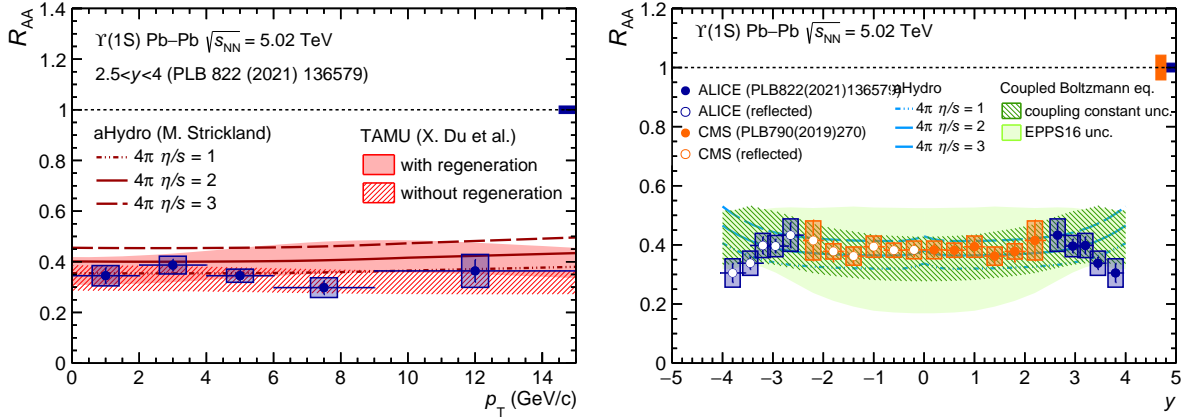 R_AA
1.4
1.2
1
0.8
0.6
0.4
0.2
0
ϒ(1S) Pb–Pb √s_NN = 5.02 TeV
2.5<y<4 (PLB 822 (2021) 136579)
aHydro (M. Strickland)
4π η/s = 1
4π η/s = 2
4π η/s = 3
TAMU (X. Du et al.)
with regeneration
without regeneration
0 2 4 6 8 10 12 14
p_T (GeV/c)
R_AA
1.2
1
0.8
0.6
0.4
0.2
0
ϒ(1S) Pb–Pb √s_NN = 5.02 TeV
ALICE (PLB822(2021)136579)
ALICE (reflected)
CMS (PLB790(2019)270)
CMS (reflected)
aHydro
4π η/s = 1
4π η/s = 2
4π η/s = 3
Coupled Boltzmann eq.
coupling constant unc.
EPPS16 unc.
−5 −4 −3 −2 −1 0 1 2 3 4 5
y